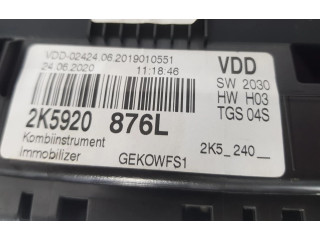 VDD-02424.06.2019010551
24.06.2020 11:18:46
VDD
SW 2030
HW H03
TGS 04S
2K5920 876L
Kombiinstrument
Immobilizer
GEKOWFS1
2K5_240__